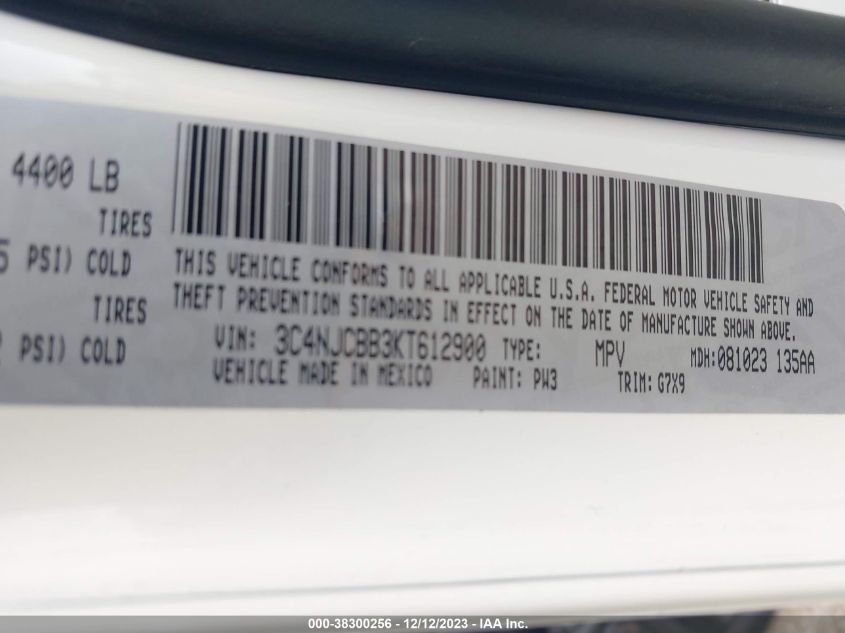 4400 LB
TIRES
5 PSI) COLD
TIRES
PSI) COLD
THIS VEHICLE CONFORMS TO ALL APPLICABLE U.S.A. FEDERAL MOTOR VEHICLE SAFETY AND
THEFT PREVENTION STANDARDS IN EFFECT ON THE DATE OF MANUFACTURE SHOWN ABOVE.
VIN: 3C4NJCBB3KT612900 TYPE: MPV MDH:081023 135AA
VEHICLE MADE IN MEXICO PAINT: PW3 TRIM: G7X9
000-38300256 - 12/12/2023 - IAA Inc.